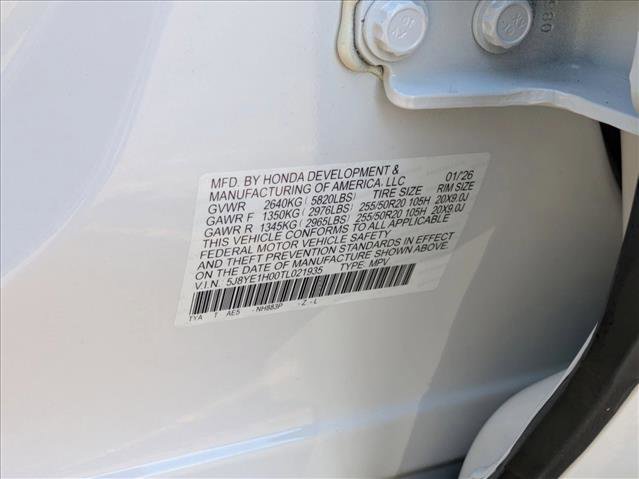 MFD. BY HONDA DEVELOPMENT & 01/26
MANUFACTURING OF AMERICA, LLC
GVWR 2640KG ( 5820LBS) TIRE SIZE RIM SIZE
GAWR F 1350KG ( 2976LBS) 255/50R20 105H 20X9.0J
GAWR R 1345KG ( 2965LBS) 255/50R20 105H 20X9.0J
THIS VEHICLE CONFORMS TO ALL APPLICABLE
FEDERAL MOTOR VEHICLE SAFETY, BUMPER,
AND THEFT PREVENTION STANDARDS IN EFFECT
ON THE DATE OF MANUFACTURE SHOWN ABOVE.
V.I.N. 5J8YE1H00TL021935 TYPE: MPV
TYA T AE5 -NH883P -Z-L